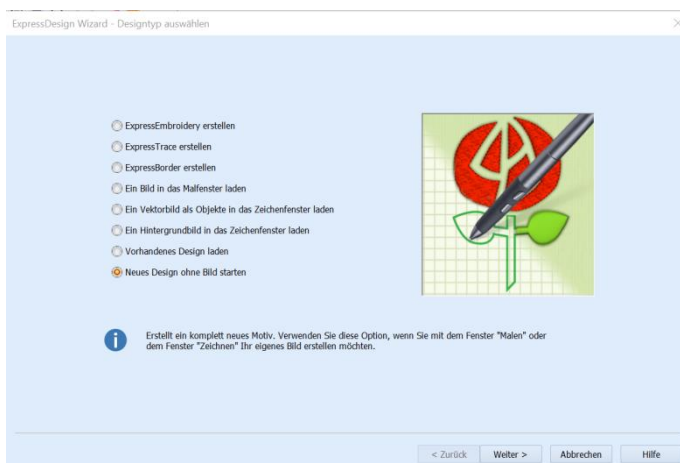 ExpressDesign Wizard - Designtyp auswählen
ExpressEmbroidery erstellen
ExpressTrace erstellen
ExpressBorder erstellen
Ein Bild in das Malfenster laden
Ein Vektorbild als Objekte in das Zeichenfenster laden
Ein Hintergrundbild in das Zeichenfenster laden
Vorhandenes Design laden
Neues Design ohne Bild starten
Erstellt ein komplett neues Motiv. Verwenden Sie diese Option, wenn Sie mit dem Fenster "Malen" oder
dem Fenster "Zeichnen" Ihr eigenes Bild erstellen möchten.
< Zurück Weiter > Abbrechen Hilfe